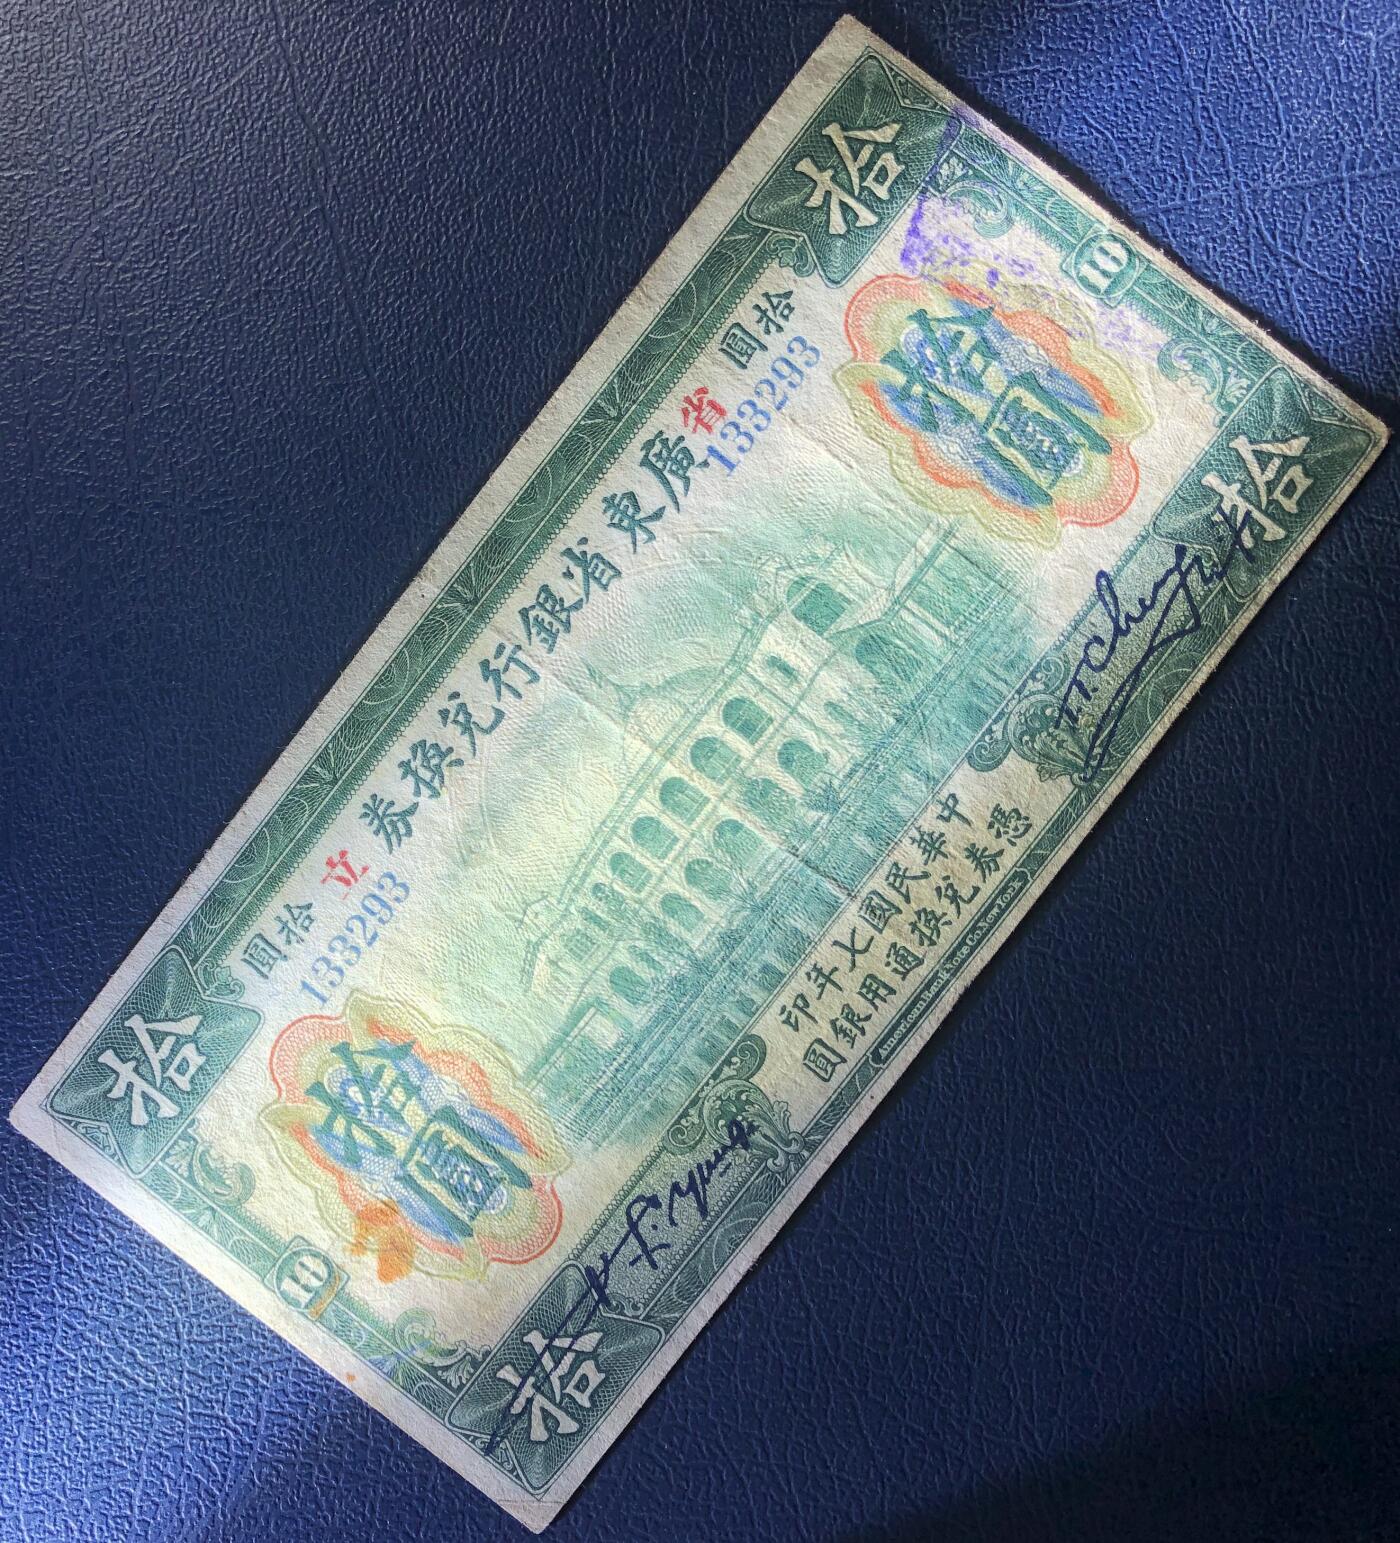 拾
拾
10
拾圓
省
133293
拾圓
廣東省銀行兌換券
拾圓
立
133293
拾圓
10
中華民國七年印
憑券兌換通用銀圓
American Bank Note Co. New York.
T.T. Cheng
拾
拾